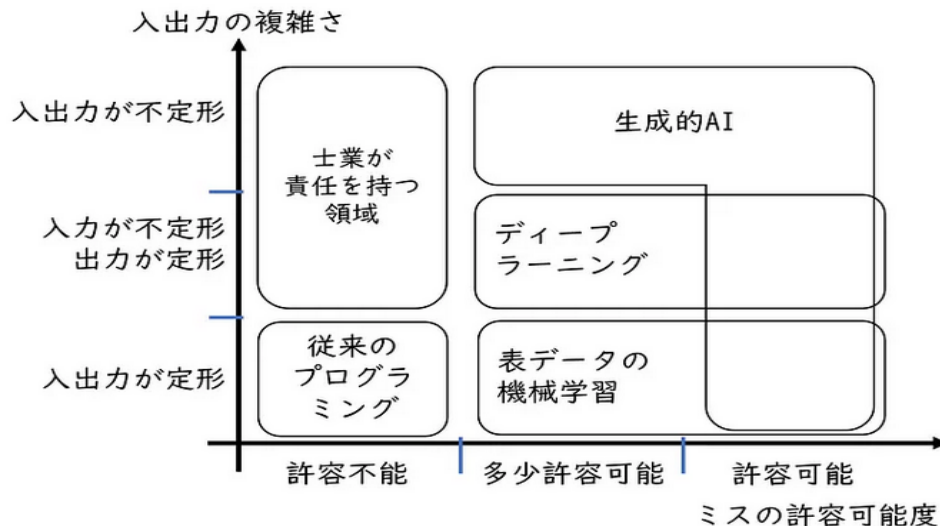 入出力の複雑さ
入出力が不定形
士業が
責任を持つ
領域
生成的AI
入力が不定形
出力が定形
ディープ
ラーニング
入出力が定形
従来の
プログラ
ミング
表データの
機械学習
許容不能
多少許容可能
許容可能
ミスの許容可能度